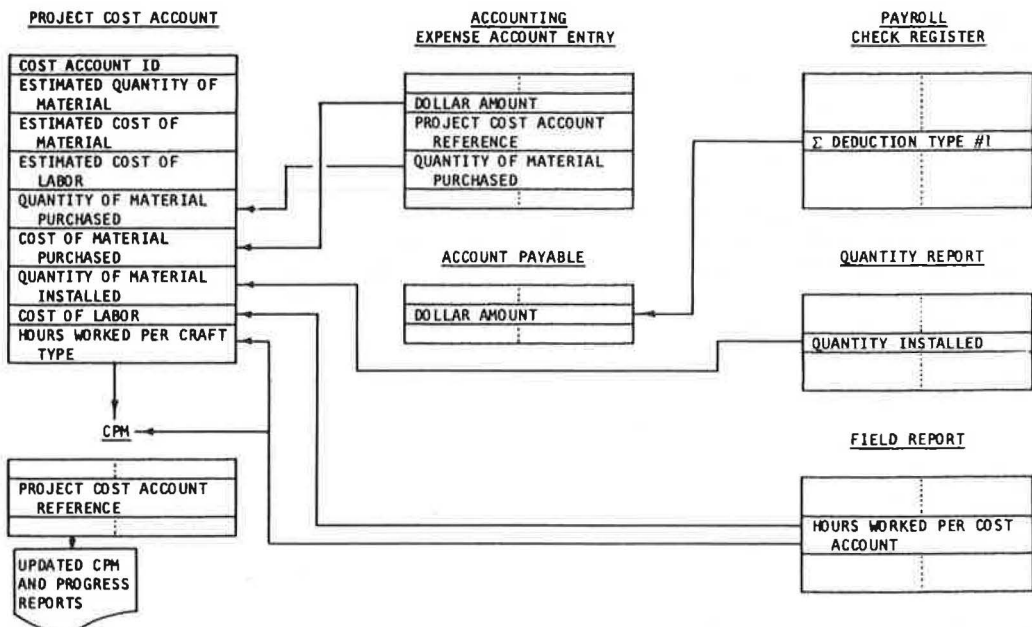 PROJECT COST ACCOUNT
COST ACCOUNT ID
ESTIMATED QUANTITY OF
MATERIAL
ESTIMATED COST OF
MATERIAL
ESTIMATED COST OF
LABOR
QUANTITY OF MATERIAL
PURCHASED
COST OF MATERIAL
PURCHASED
QUANTITY OF MATERIAL
INSTALLED
COST OF LABOR
HOURS WORKED PER CRAFT
TYPE
CPM
PROJECT COST ACCOUNT
REFERENCE
UPDATED CPM
AND PROGRESS
REPORTS
ACCOUNTING
EXPENSE ACCOUNT ENTRY
DOLLAR AMOUNT
PROJECT COST ACCOUNT
REFERENCE
QUANTITY OF MATERIAL
PURCHASED
ACCOUNT PAYABLE
DOLLAR AMOUNT
PAYROLL
CHECK REGISTER
Σ DEDUCTION TYPE #1
QUANTITY REPORT
QUANTITY INSTALLED
FIELD REPORT
HOURS WORKED PER COST
ACCOUNT